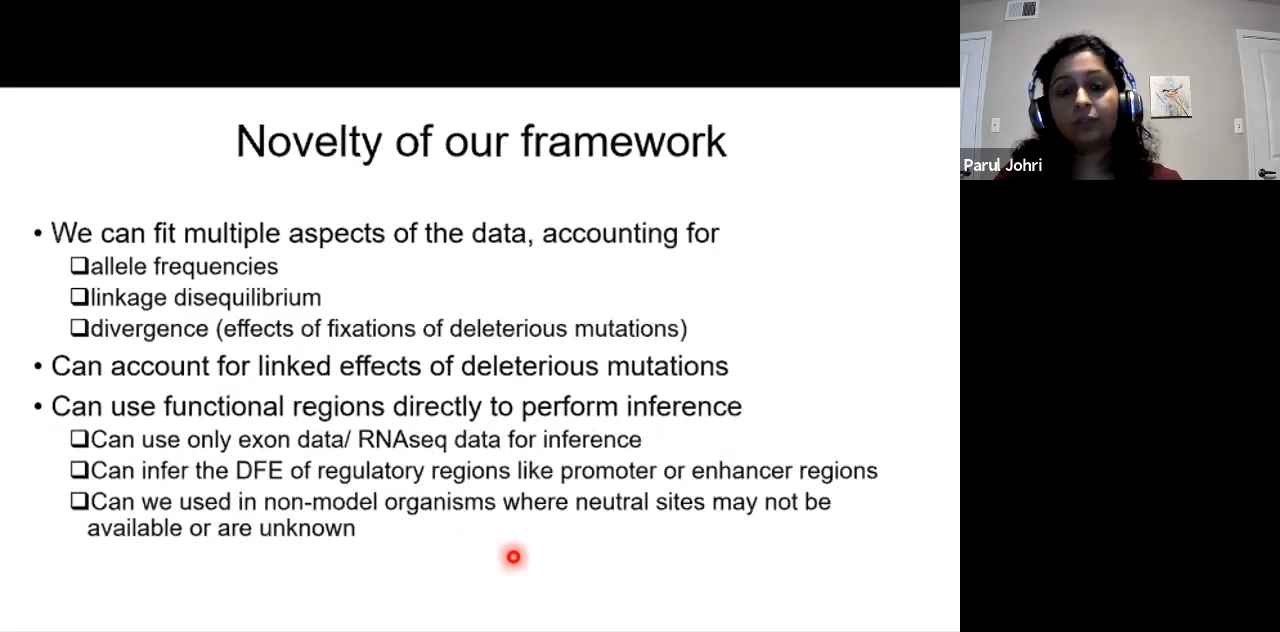 Novelty of our framework
• We can fit multiple aspects of the data, accounting for
❑allele frequencies
❑linkage disequilibrium
❑divergence (effects of fixations of deleterious mutations)
• Can account for linked effects of deleterious mutations
• Can use functional regions directly to perform inference
❑Can use only exon data/ RNAseq data for inference
❑Can infer the DFE of regulatory regions like promoter or enhancer regions
❑Can we used in non-model organisms where neutral sites may not be
available or are unknown
Parul Johri